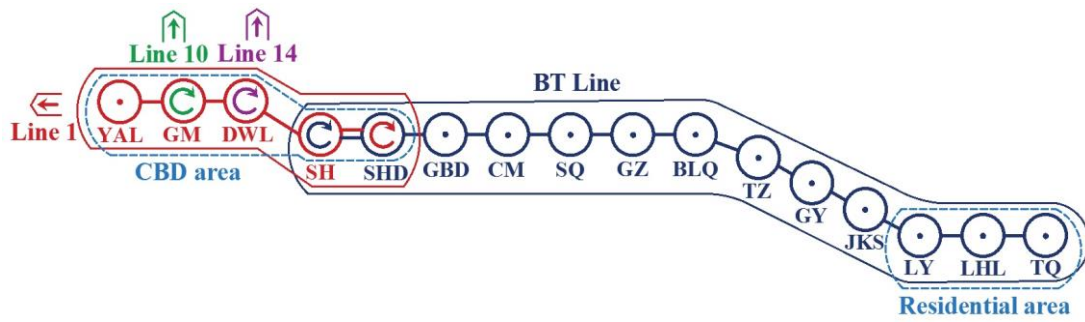 Line 10
Line 14
Line 1
BT Line
YAL GM DWL
SH SHD GBD CM SQ GZ BLQ
TZ
GY
JKS
LY LHL TQ
CBD area
Residential area